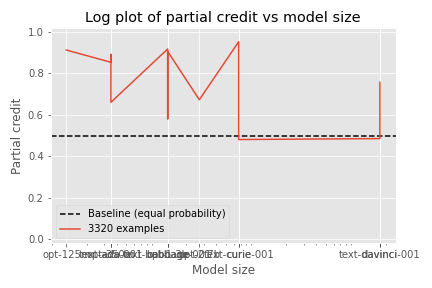 Log plot of partial credit vs model size
Partial credit
1.0
0.8
0.6
0.4
0.2
0.0
Baseline (equal probability)
3320 examples
opt-125m
text-curie-001
text-davinci-001
Model size